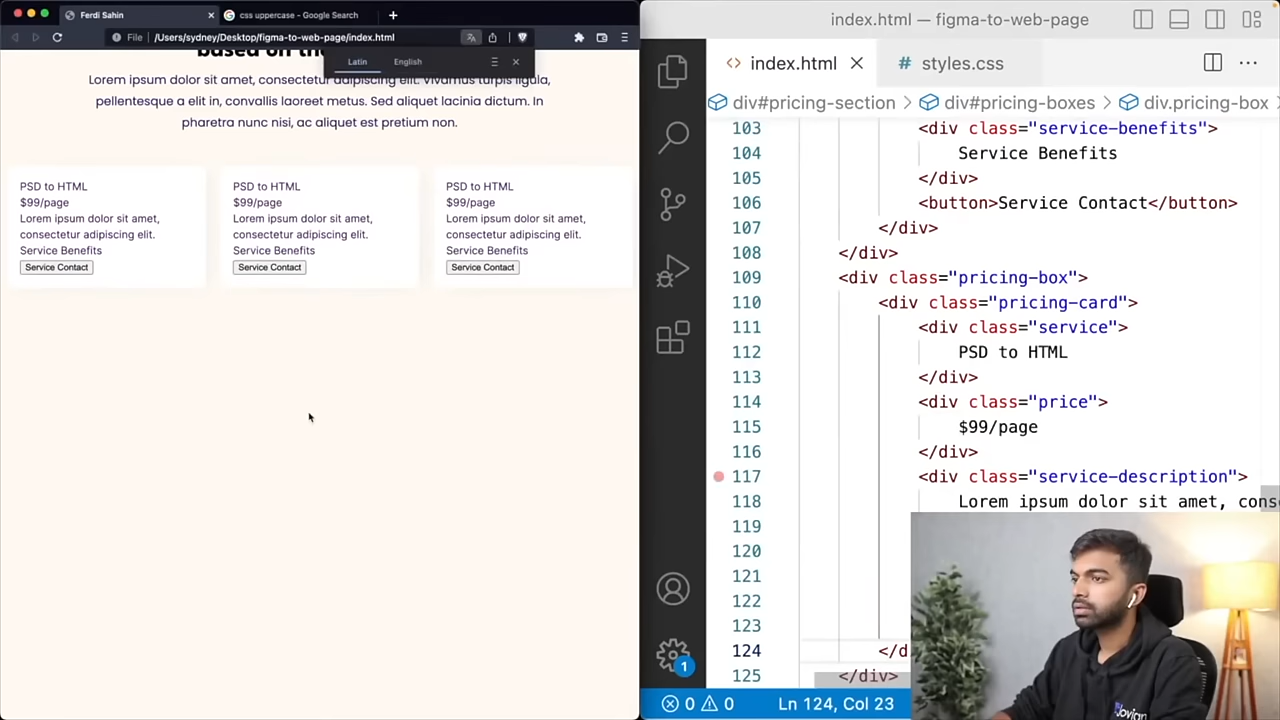 Ferdi Sahin
css uppercase - Google Search
File
/Users/sydney/Desktop/figma-to-web-page/index.html
Latin
English
based on the
Lorem ipsum dolor sit amet, consectetur adipiscing elit. Vivamus turpis ligula,
pellentesque a elit in, convallis laoreet metus. Sed aliquet lacinia dictum. In
pharetra nunc nisi, ac aliquet est pretium non.
PSD to HTML
$99/page
Lorem ipsum dolor sit amet,
consectetur adipiscing elit.
Service Benefits
Service Contact
PSD to HTML
$99/page
Lorem ipsum dolor sit amet,
consectetur adipiscing elit.
Service Benefits
Service Contact
PSD to HTML
$99/page
Lorem ipsum dolor sit amet,
consectetur adipiscing elit.
Service Benefits
Service Contact
index.html — figma-to-web-page
index.html
# styles.css
div#pricing-section > div#pricing-boxes > div.pricing-box >
103 <div class="service-benefits">
104 Service Benefits
105 </div>
106 <button>Service Contact</button>
107 </div>
108 </div>
109 <div class="pricing-box">
110 <div class="pricing-card">
111 <div class="service">
112 PSD to HTML
113 </div>
114 <div class="price">
115 $99/page
116 </div>
117 <div class="service-description">
118 Lorem ipsum dolor sit amet, cons
119
120
121
122
123
124 </d
125 </div>
1
0 0
Ln 124, Col 23
Jovian